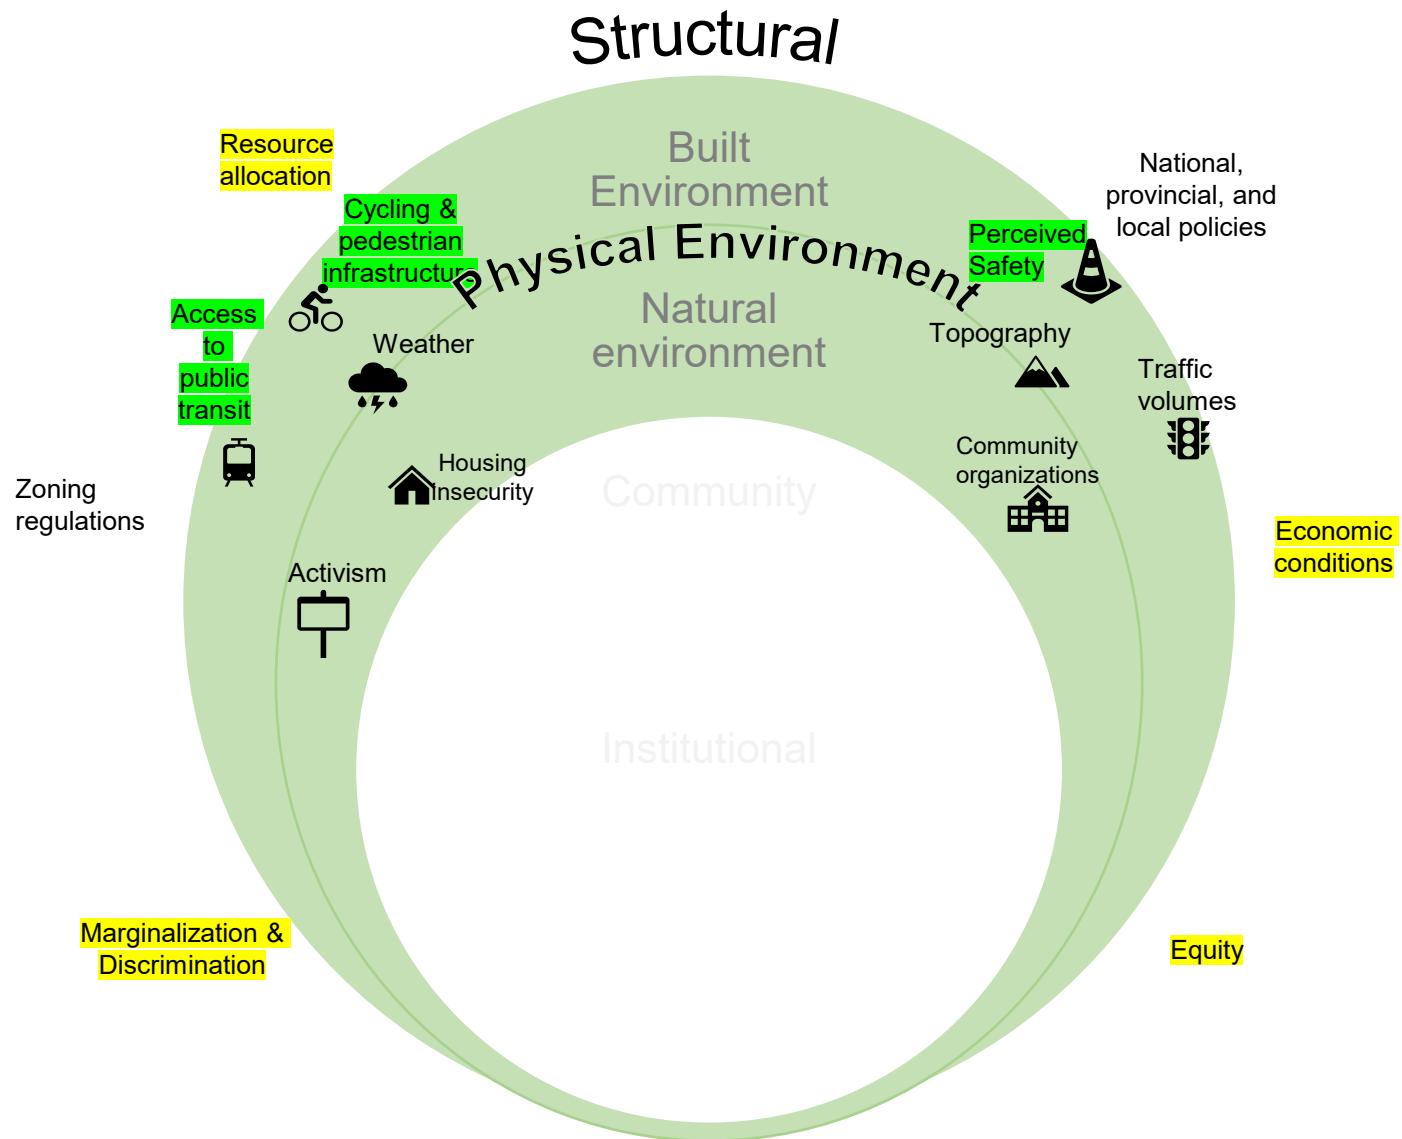 Structural
Resource
allocation
Built
Environment
National,
provincial, and
local policies
Cycling &
pedestrian
infrastructure
Physical Environment
Perceived
Safety
Access
to
public
transit
Weather
Natural
environment
Topography
Traffic
volumes
Housing
insecurity
Community
Community
organizations
Zoning
regulations
Economic
conditions
Activism
Institutional
Marginalization &
Discrimination
Equity